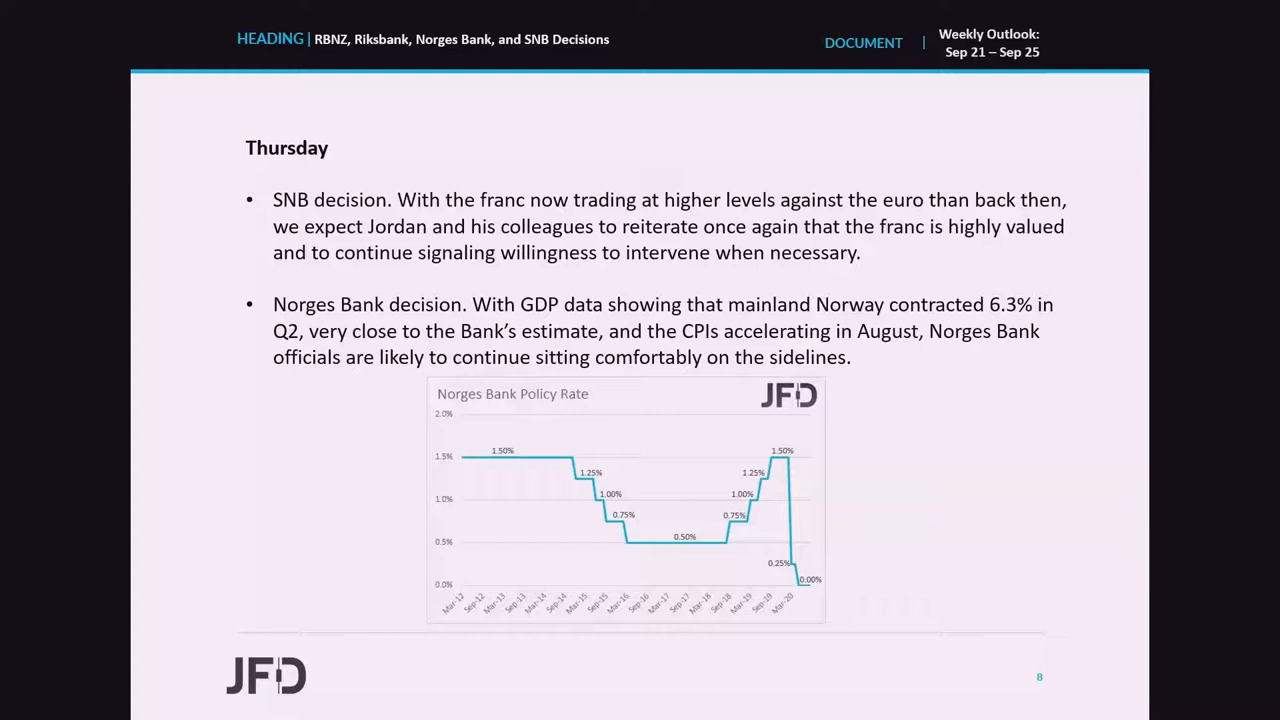 HEADING | RBNZ, Riksbank, Norges Bank, and SNB Decisions
DOCUMENT | Weekly Outlook:
Sep 21 – Sep 25
Thursday
• SNB decision. With the franc now trading at higher levels against the euro than back then,
we expect Jordan and his colleagues to reiterate once again that the franc is highly valued
and to continue signaling willingness to intervene when necessary.
• Norges Bank decision. With GDP data showing that mainland Norway contracted 6.3% in
Q2, very close to the Bank’s estimate, and the CPIs accelerating in August, Norges Bank
officials are likely to continue sitting comfortably on the sidelines.
Norges Bank Policy Rate
JFD
2.0%
1.5%
1.0%
0.5%
0.0%
1.50%
1.25%
1.00%
0.75%
0.50%
0.75%
1.00%
1.25%
1.50%
0.25%
0.00%
Mar-12
Sep-12
Mar-13
Sep-13
Mar-14
Sep-14
Mar-15
Sep-15
Mar-16
Sep-16
Mar-17
Sep-17
Mar-18
Sep-18
Mar-19
Sep-19
Mar-20
JFD
8